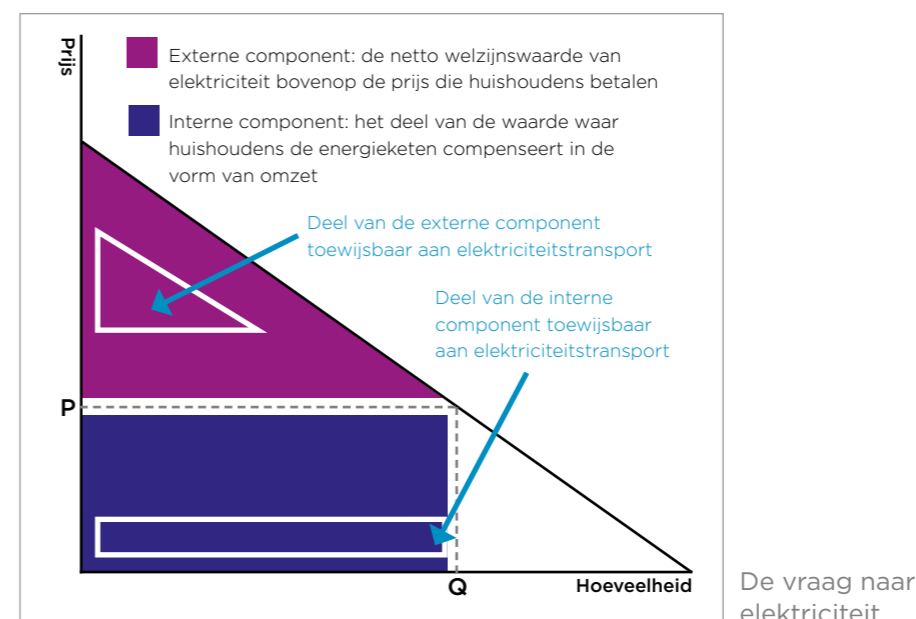 Prijs
Externe component: de netto welzijnswaarde van
elektriciteit bovenop de prijs die huishoudens betalen
Interne component: het deel van de waarde waar
huishoudens de energieketen compenseert in de
vorm van omzet
Deel van de externe component
toewijsbaar aan elektriciteitstransport
Deel van de interne
component toewijsbaar
aan elektriciteitstransport
P
Q
Hoeveelheid
De vraag naar
elektriciteit